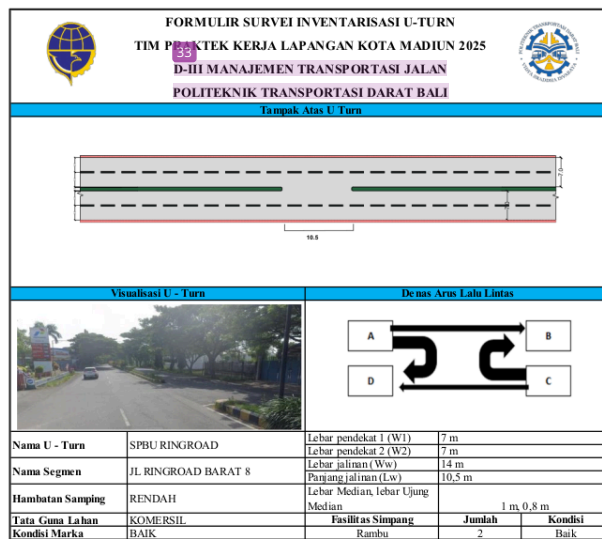 FORMULIR SURVEI INVENTARISASI U-TURN
TIM PRAKTEK KERJA LAPANGAN KOTA MADIUN 2025
33
D-III MANAJEMEN TRANSPORTASI JALAN
POLITEKNIK TRANSPORTASI DARAT BALI
Tampak Atas U Turn
7,0
10.5
Visualisasi U - Turn
Denas Arus Lalu Lintas
A
B
D
C
Nama U - Turn SPBU RINGROAD
Lebar pendekat 1 (W1) 7 m
Lebar pendekat 2 (W2) 7 m
Nama Segmen JL RINGROAD BARAT 8
Lebar jalinan (Ww) 14 m
Panjang jalinan (Lw) 10,5 m
Hambatan Samping RENDAH
Lebar Median, lebar Ujung
Median 1 m, 0,8 m
Tata Guna Lahan KOMERSIL
Fasilitas Simpang Jumlah Kondisi
Kondisi Marka BAIK
Rambu 2 Baik